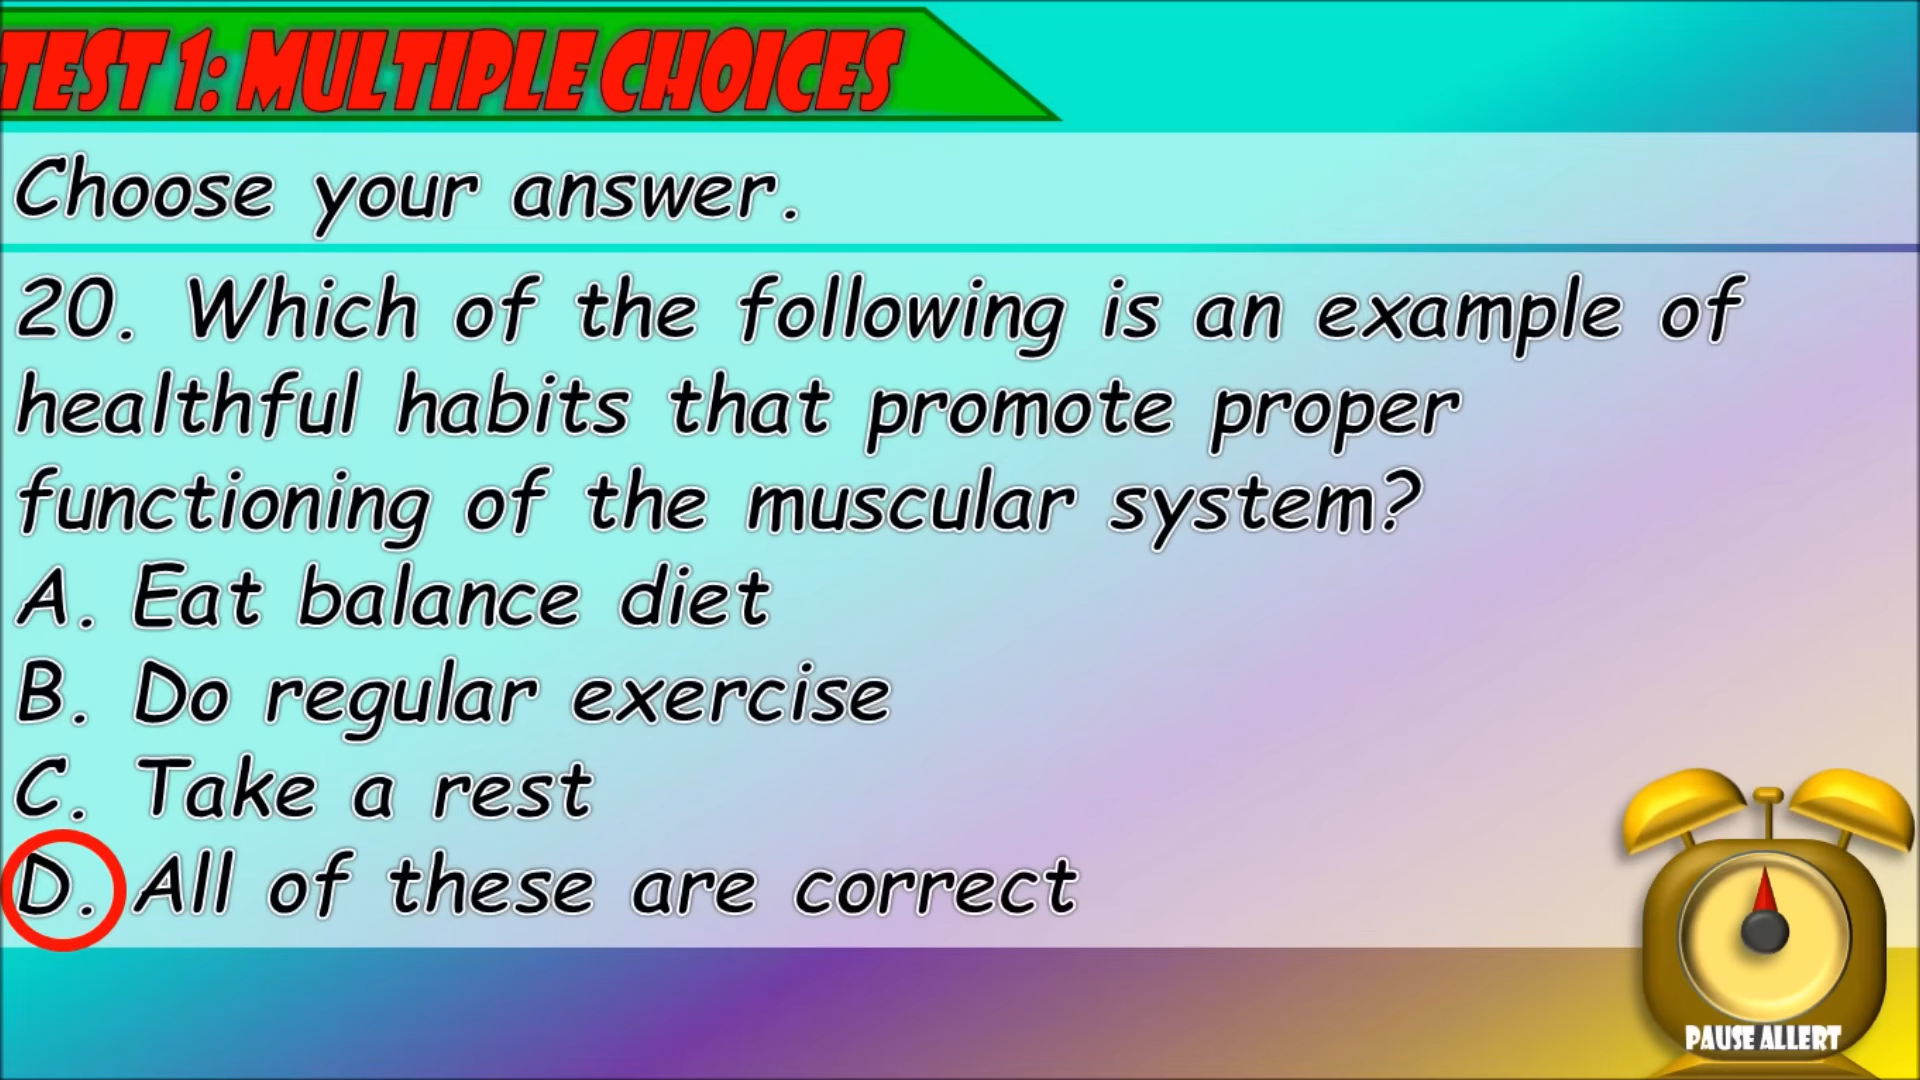 TEST 1: MULTIPLE CHOICES
Choose your answer.
20. Which of the following is an example of
healthful habits that promote proper
functioning of the muscular system?
A. Eat balance diet
B. Do regular exercise
C. Take a rest
D. All of these are correct
PAUSE ALLERT